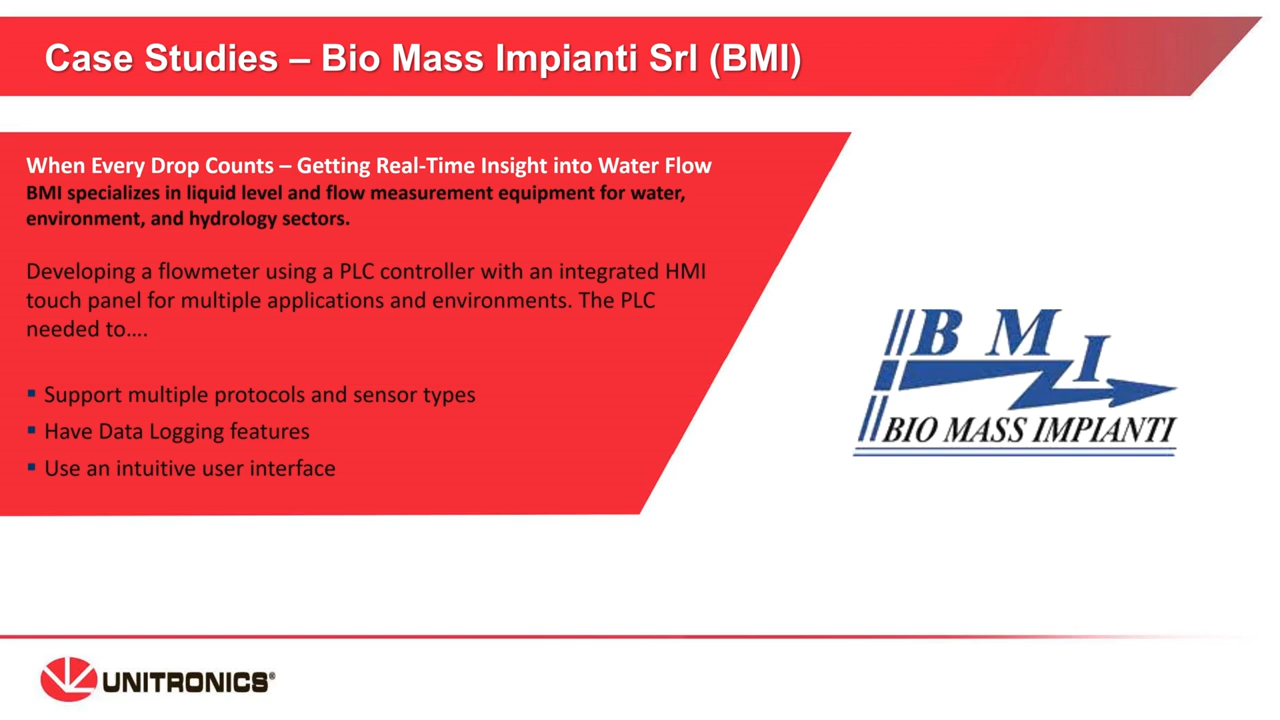 Case Studies – Bio Mass Impianti Srl (BMI)
When Every Drop Counts – Getting Real-Time Insight into Water Flow
BMI specializes in liquid level and flow measurement equipment for water,
environment, and hydrology sectors.
Developing a flowmeter using a PLC controller with an integrated HMI
touch panel for multiple applications and environments. The PLC
needed to….
▪ Support multiple protocols and sensor types
▪ Have Data Logging features
▪ Use an intuitive user interface
B M I
BIO MASS IMPIANTI
UNITRONICS®